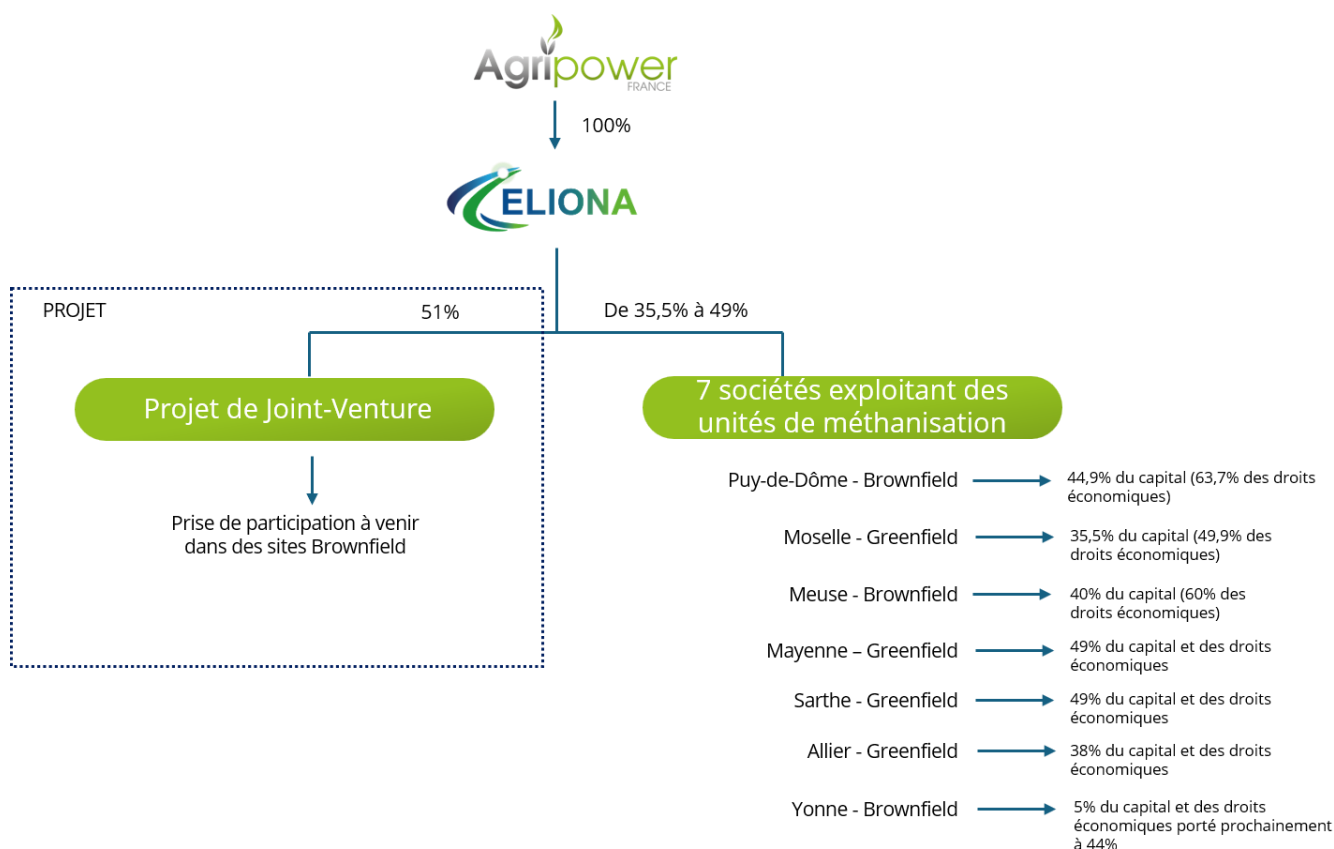 Agripower
FRANCE
100%
ELIONA
PROJET
51%
De 35,5% à 49%
Projet de Joint-Venture
7 sociétés exploitant des
unités de méthanisation
Prise de participation à venir
dans des sites Brownfield
Puy-de-Dôme - Brownfield
44,9% du capital (63,7% des droits
économiques)
Moselle - Greenfield
35,5% du capital (49,9% des
droits économiques)
Meuse - Brownfield
40% du capital (60% des
droits économiques)
Mayenne – Greenfield
49% du capital et des droits
économiques
Sarthe - Greenfield
49% du capital et des droits
économiques
Allier - Greenfield
38% du capital et des droits
économiques
Yonne - Brownfield
5% du capital et des droits
économiques porté prochainement
à 44%